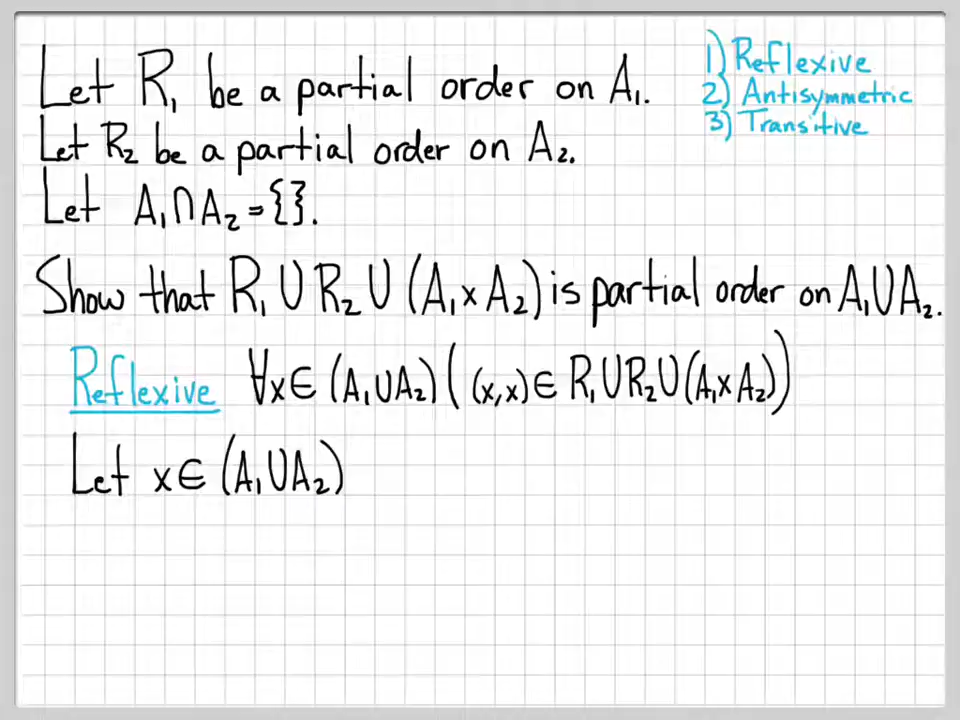 Let R₁ be a partial order on A₁.
1) Reflexive
2) Antisymmetric
3) Transitive
Let R₂ be a partial order on A₂.
Let A₁∩A₂={}.
Show that R₁∪R₂∪(A₁×A₂) is partial order on A₁∪A₂.
Reflexive ∀x∈(A₁∪A₂)((x,x)∈R₁∪R₂∪(A₁×A₂))
Let x∈(A₁∪A₂)